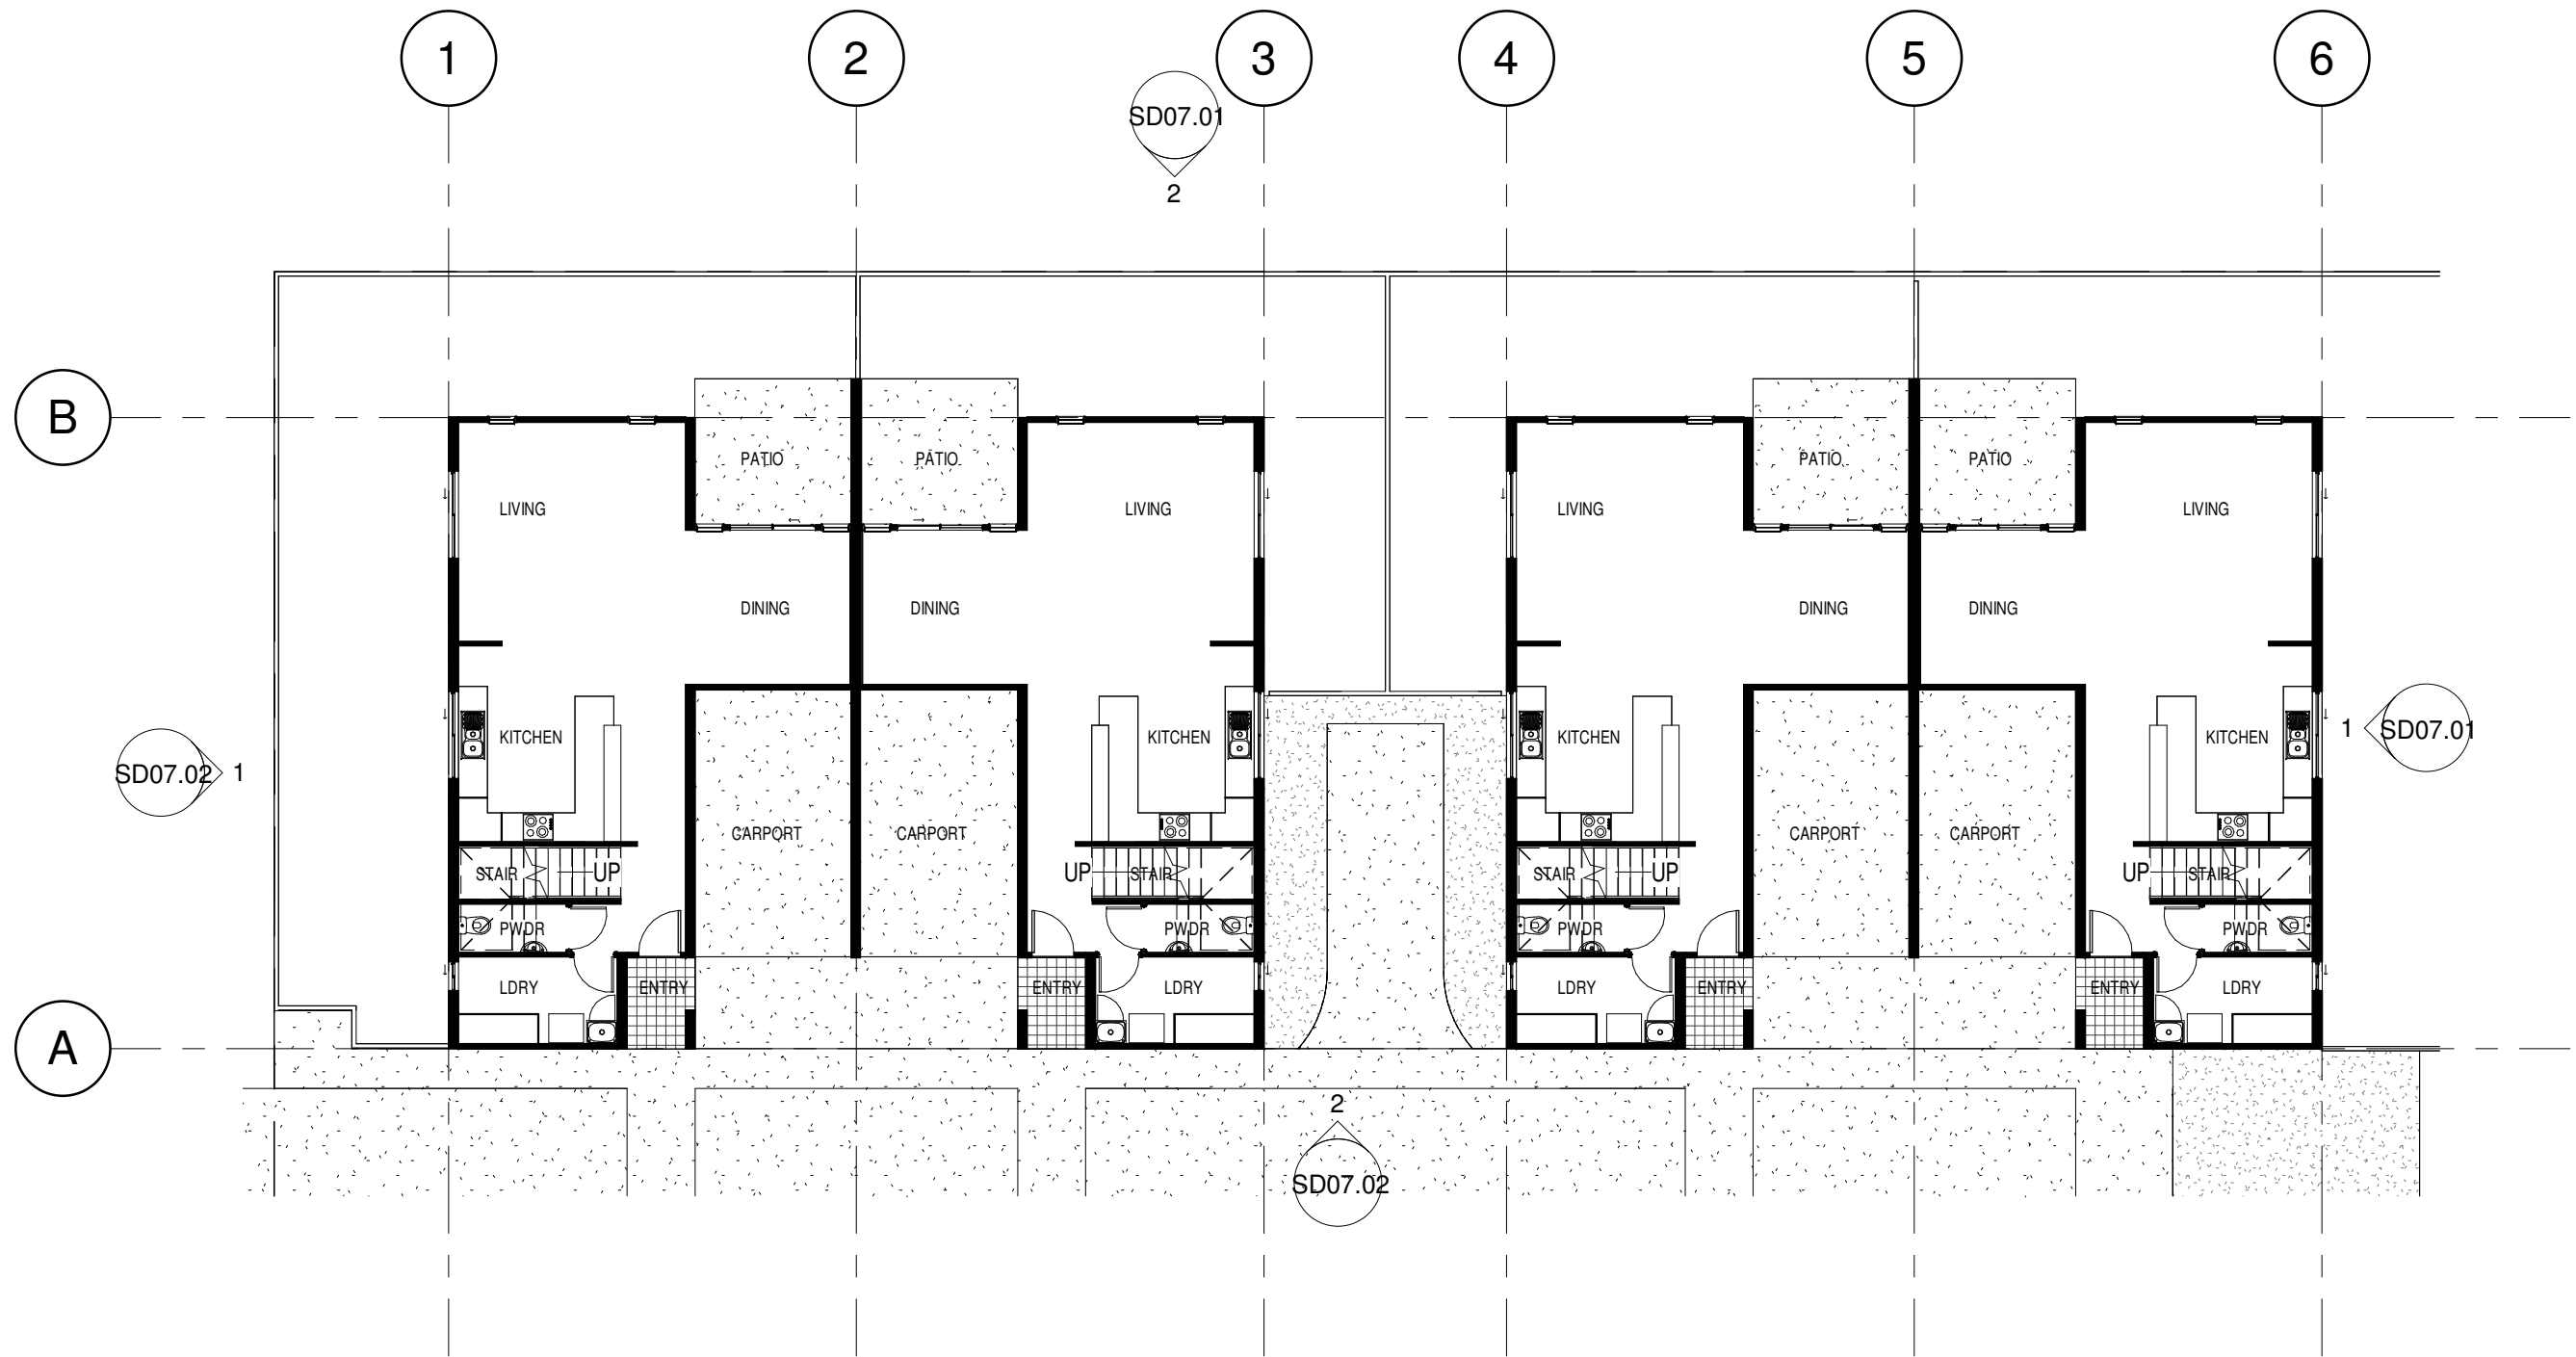 1 2 3 4 5 6
SD07.01
2
B
PATIO PATIO PATIO PATIO
LIVING LIVING LIVING LIVING
DINING DINING DINING DINING
KITCHEN KITCHEN KITCHEN KITCHEN
1 SD07.01
SD07.02 1
CARPORT CARPORT CARPORT CARPORT
STAIR UP UP STAIR STAIR UP UP STAIR
PWDR PWDR PWDR PWDR
LDRY ENTRY ENTRY LDRY LDRY ENTRY ENTRY LDRY
A
2
SD07.02